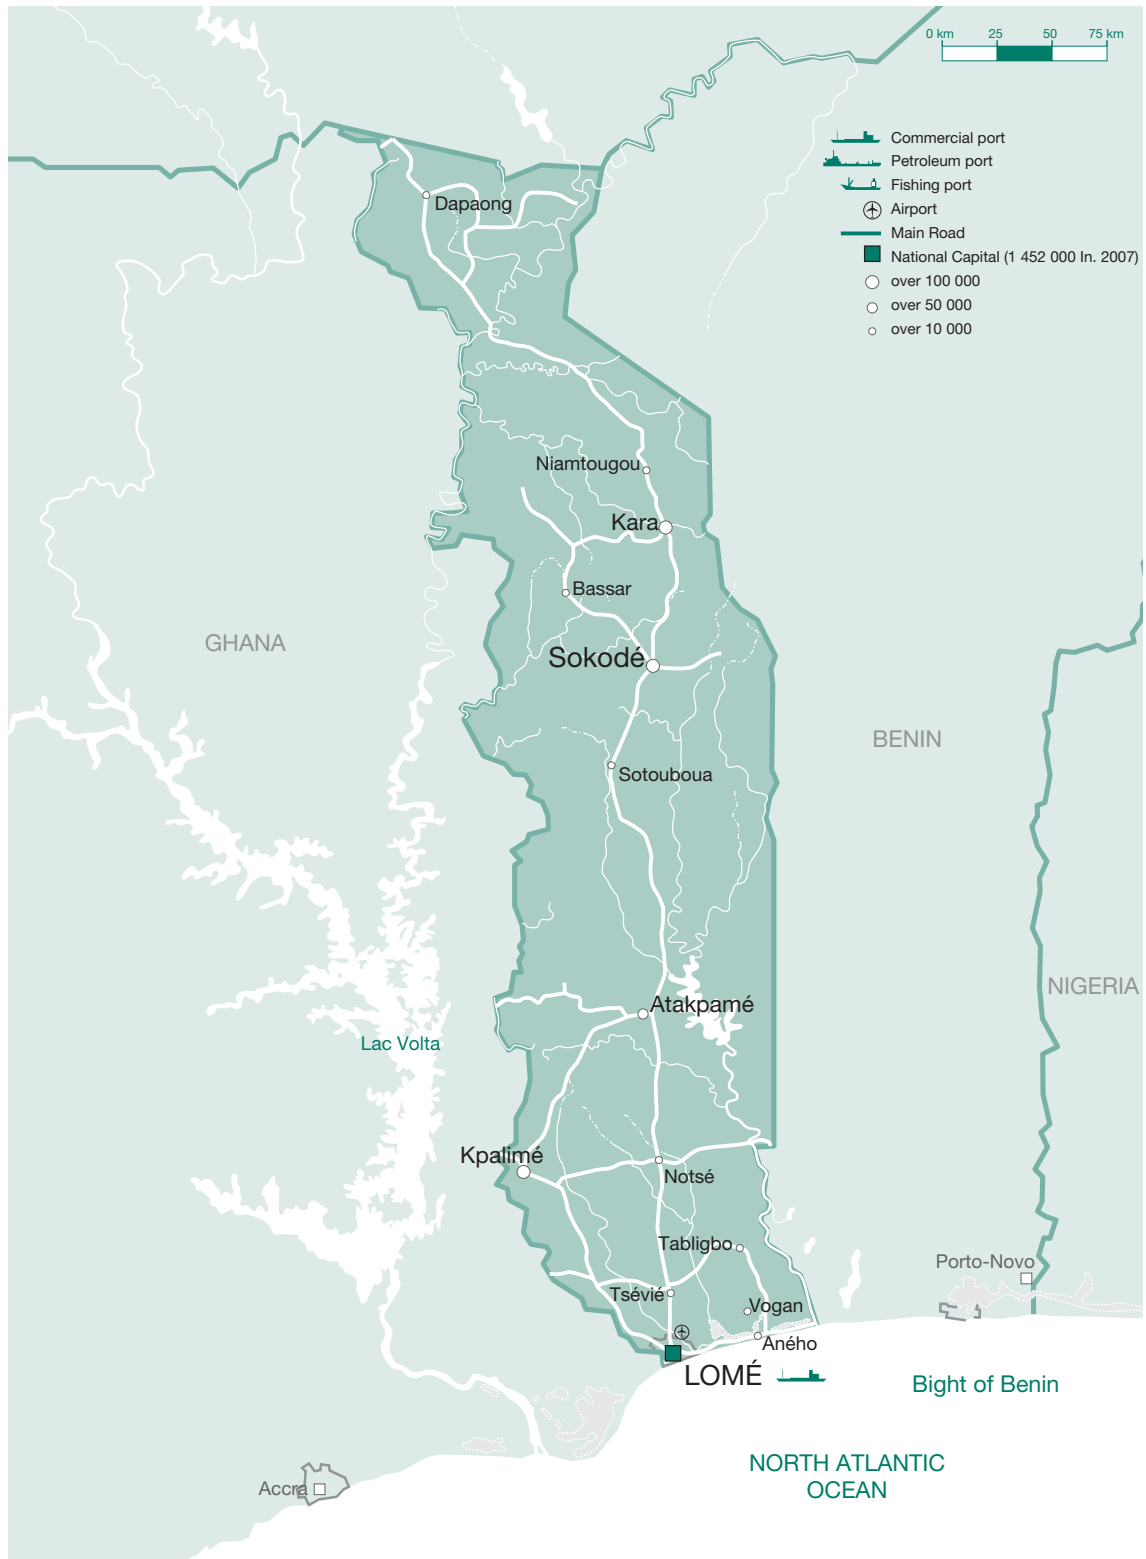 0 km 25 50 75 km
Commercial port
Petroleum port
Fishing port
Airport
Main Road
National Capital (1 452 000 In. 2007)
over 100 000
over 50 000
over 10 000
Dapaong
Niamtougou
Kara
Bassar
GHANA
Sokodé
BENIN
Sotouboua
NIGERIA
Atakpamé
Lac Volta
Kpalimé
Notsé
Tabligbo
Porto-Novo
Tsévié
Vogan
Aného
LOMÉ
Bight of Benin
NORTH ATLANTIC
OCEAN
Accra